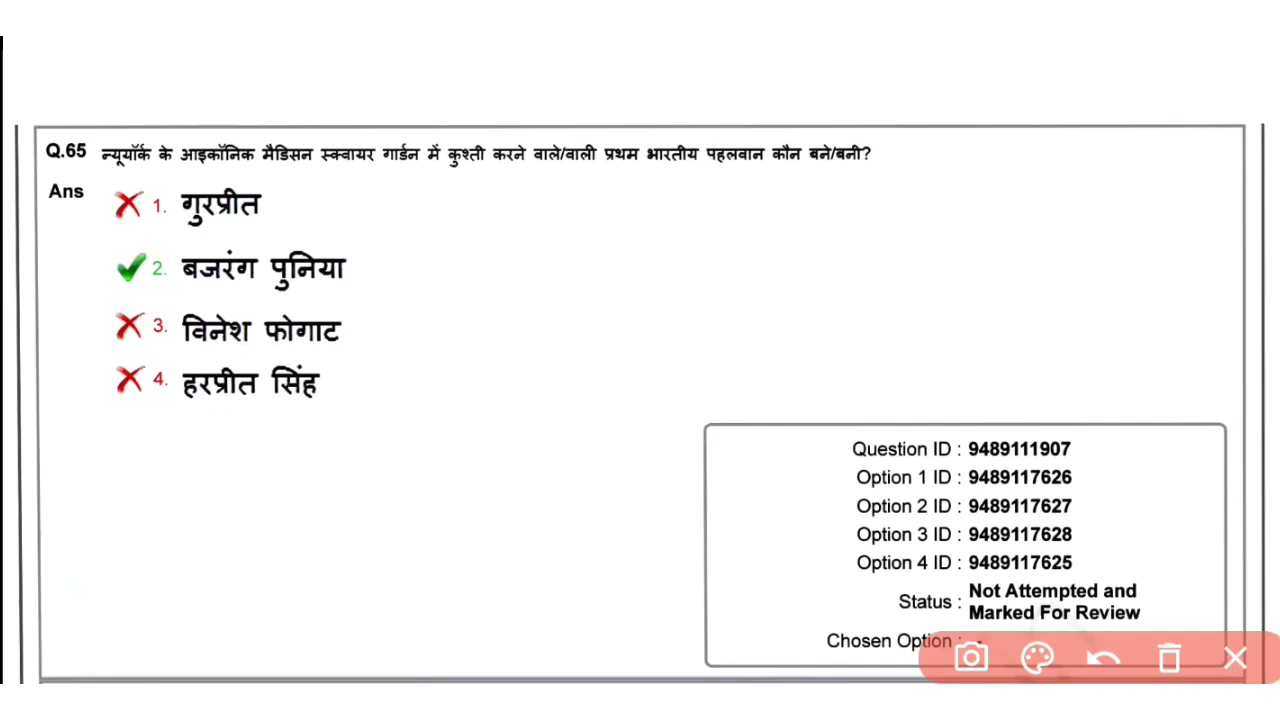 Q.65 न्यूयॉर्क के आइकॉनिक मैडिसन स्क्वायर गार्डन में कुश्ती करने वाले/वाली प्रथम भारतीय पहलवान कौन बने/बनी?
Ans
1. गुरप्रीत
2. बजरंग पुनिया
3. विनेश फोगाट
4. हरप्रीत सिंह
Question ID : 9489111907
Option 1 ID : 9489117626
Option 2 ID : 9489117627
Option 3 ID : 9489117628
Option 4 ID : 9489117625
Status : Not Attempted and
Marked For Review
Chosen Option : -